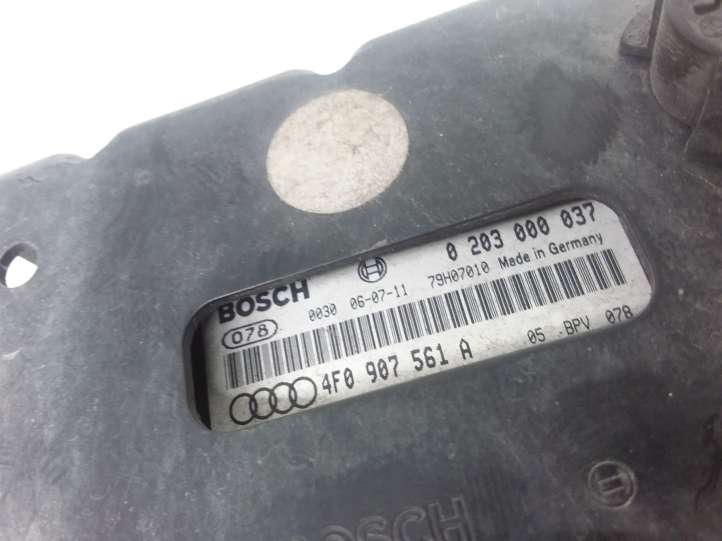 BOSCH 0 203 000 037
0030 06-07-11 79H07010 Made in Germany
078
4F0 907 561 A 05 BPV 078
BOSCH